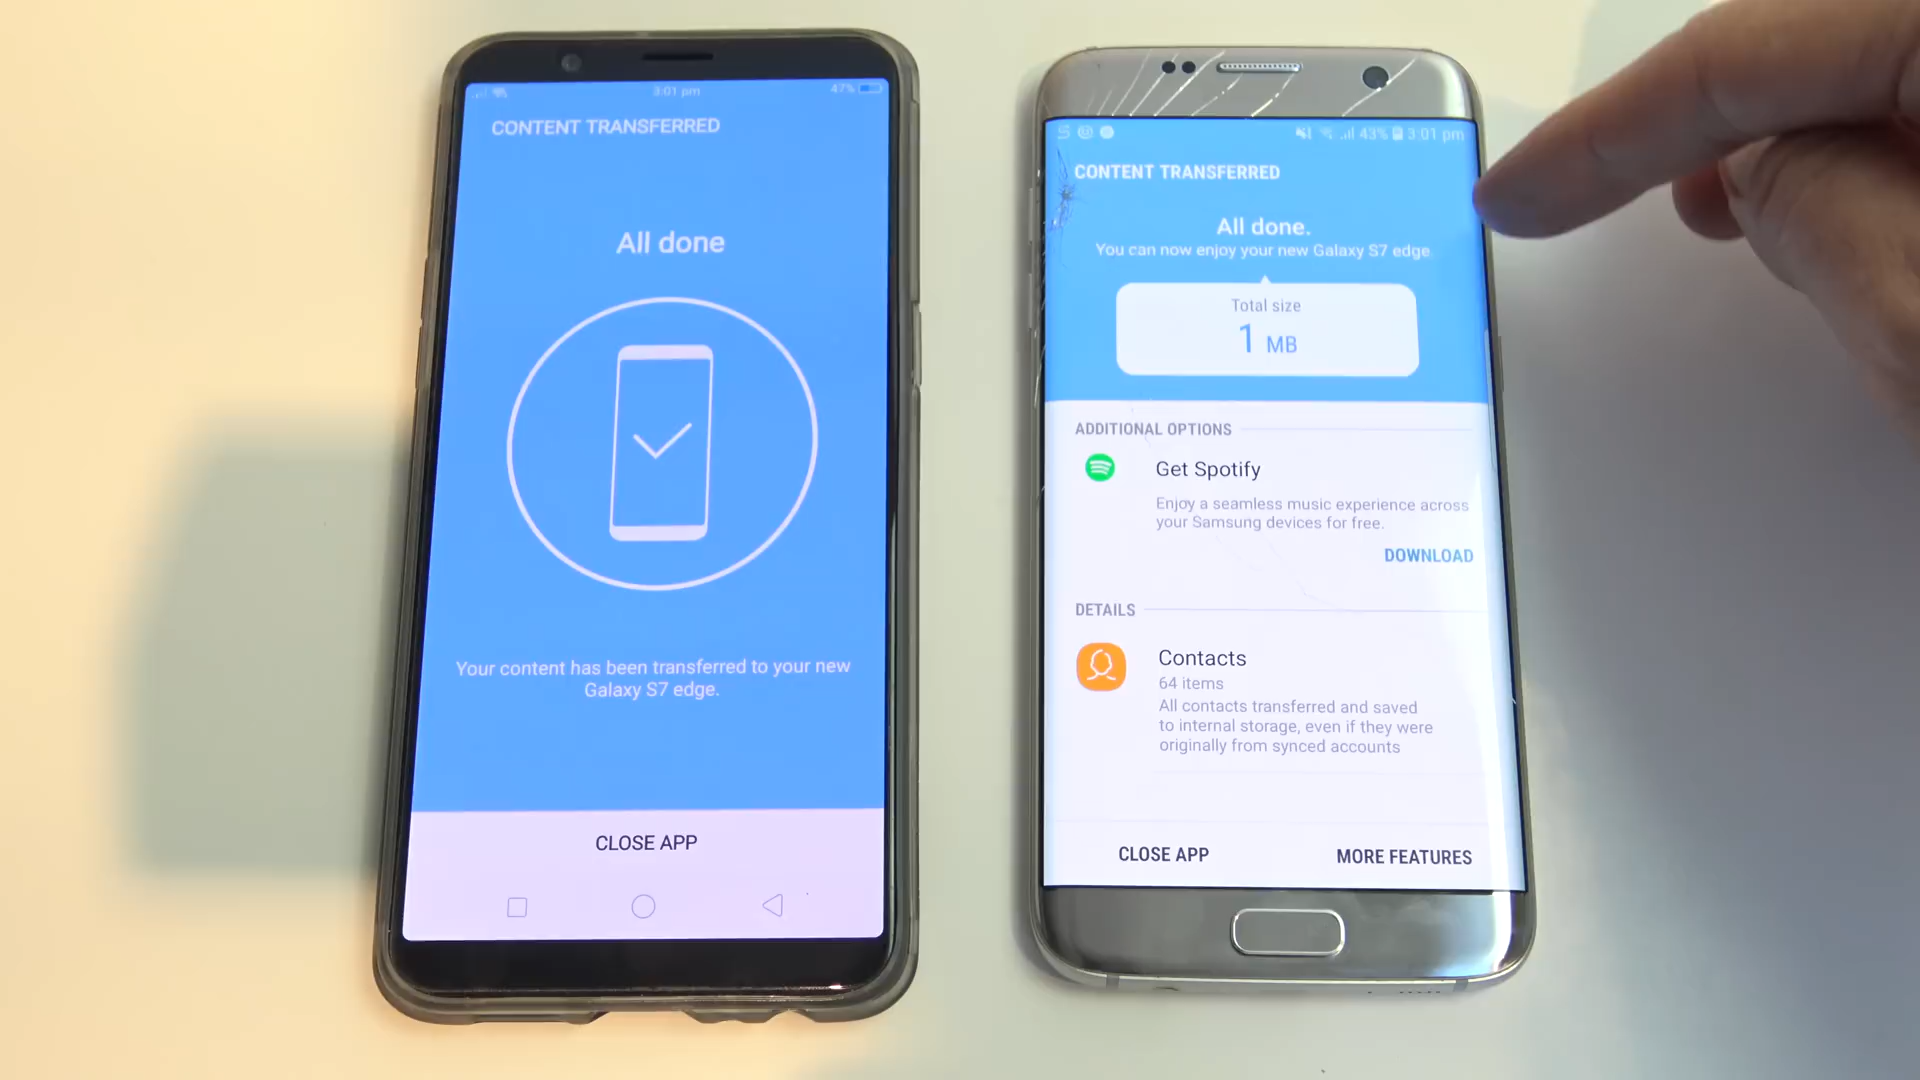 3:01 pm
47%
CONTENT TRANSFERRED
All done
Your content has been transferred to your new
Galaxy S7 edge.
CLOSE APP
43% 3:01 pm
CONTENT TRANSFERRED
All done.
You can now enjoy your new Galaxy S7 edge.
Total size
1 MB
ADDITIONAL OPTIONS
Get Spotify
Enjoy a seamless music experience across
your Samsung devices for free.
DOWNLOAD
DETAILS
Contacts
64 items
All contacts transferred and saved
to internal storage, even if they were
originally from synced accounts
CLOSE APP
MORE FEATURES